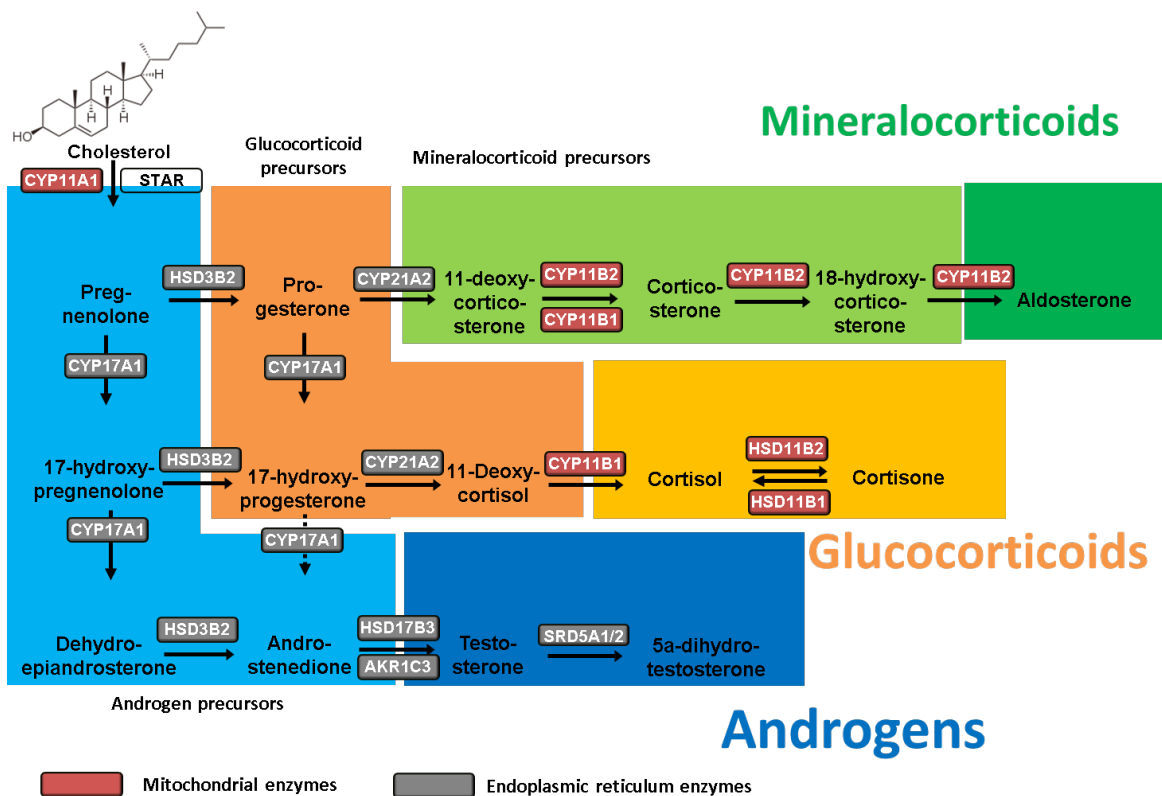 H
H
H
H
HO
Mineralocorticoids
Cholesterol
Glucocorticoid
precursors
Mineralocorticoid precursors
CYP11A1
STAR
HSD3B2
CYP21A2
CYP11B2
CYP11B1
CYP11B2
CYP11B2
Preg-
nenolone
Pro-
gesterone
11-deoxy-
cortico-
sterone
Cortico-
sterone
18-hydroxy-
cortico-
sterone
Aldosterone
CYP17A1
CYP17A1
17-hydroxy-
pregnenolone
HSD3B2
17-hydroxy-
progesterone
CYP21A2
11-Deoxy-
cortisol
CYP11B1
Cortisol
HSD11B2
HSD11B1
Cortisone
CYP17A1
CYP17A1
Glucocorticoids
Dehydro-
epiandrosterone
HSD3B2
Andro-
stenedione
HSD17B3
AKR1C3
Testo-
sterone
SRD5A1/2
5a-dihydro-
testosterone
Androgen precursors
Androgens
Mitochondrial enzymes
Endoplasmic reticulum enzymes